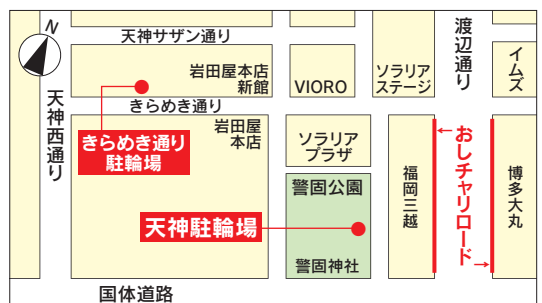 N
天神サザン通り
渡辺通り
岩田屋本店
新館
VIORO
ソラリア
ステージ
イムズ
天神西通り
きらめき通り
きらめき通り
駐輪場
岩田屋
本店
ソラリア
プラザ
←おしチャリロード→
福岡三越
博多大丸
警固公園
天神駐輪場
警固神社
国体道路